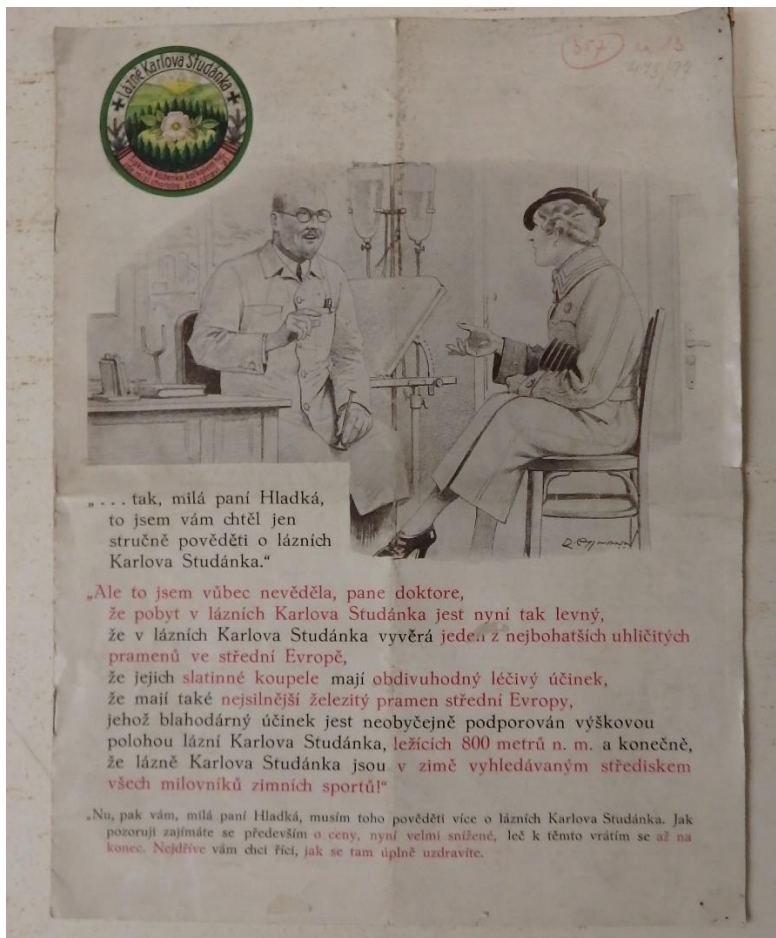 357
Lázně Karlova Studánka
„. . . tak, milá paní Hladká,
to jsem vám chtěl jen
stručně pověděti o lázních
Karlova Studánka.“
„Ale to jsem vůbec nevěděla, pane doktore,
že pobyt v lázních Karlova Studánka jest nyní tak levný,
že v lázních Karlova Studánka vyvěrá jeden z nejbohatších uhličitých
pramenů ve střední Evropě,
že jejich slatinné koupele mají obdivuhodný léčivý účinek,
že mají také nejsilnější železitý pramen střední Evropy,
jehož blahodárný účinek jest neobyčejně podporován výškovou
polohou lázní Karlova Studánka, ležících 800 metrů n. m. a konečně,
že lázně Karlova Studánka jsou v zimě vyhledávaným střediskem
všech milovníků zimních sportů!“
„Nu, pak vám, milá paní Hladká, musím toho pověděti více o lázních Karlova Studánka. Jak
pozoruji zajímáte se především o ceny, nyní velmi snížené, leč k těmto vrátím se až na
konec. Nejdříve vám chci říci, jak se tam úplně uzdravíte.